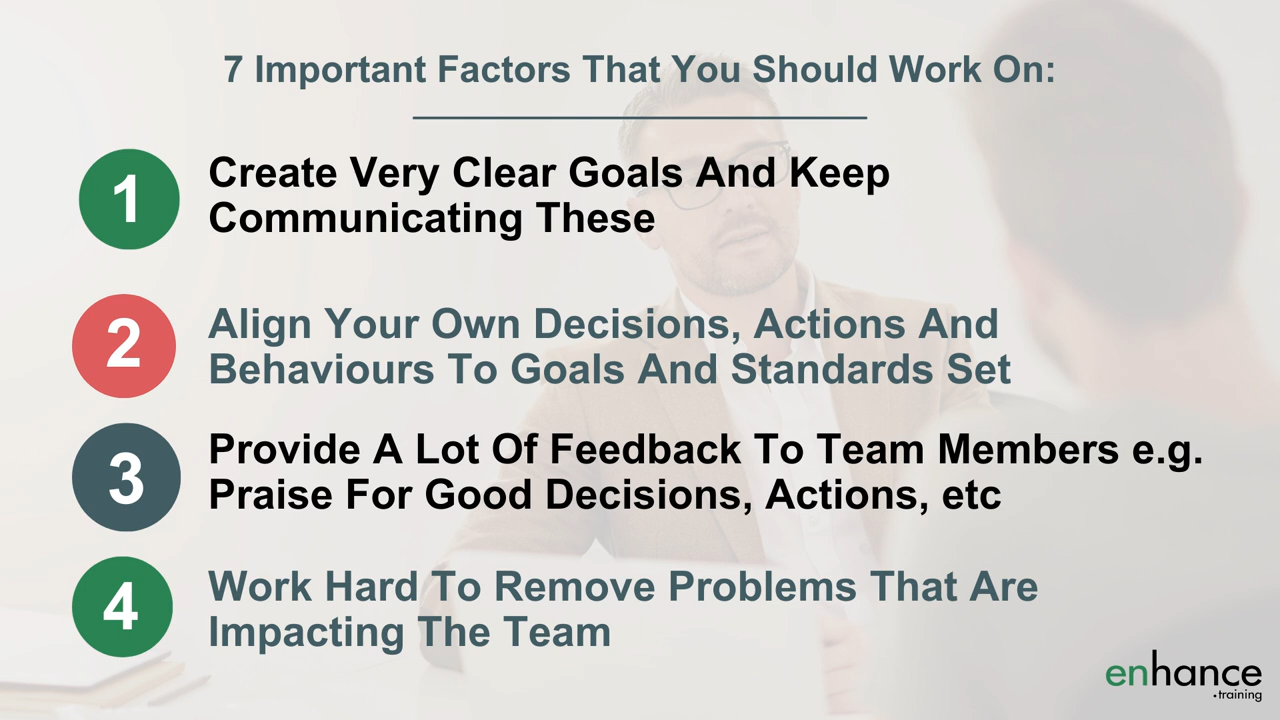 7 Important Factors That You Should Work On:
1
Create Very Clear Goals And Keep
Communicating These
2
Align Your Own Decisions, Actions And
Behaviours To Goals And Standards Set
3
Provide A Lot Of Feedback To Team Members e.g.
Praise For Good Decisions, Actions, etc
4
Work Hard To Remove Problems That Are
Impacting The Team
enhance
.training